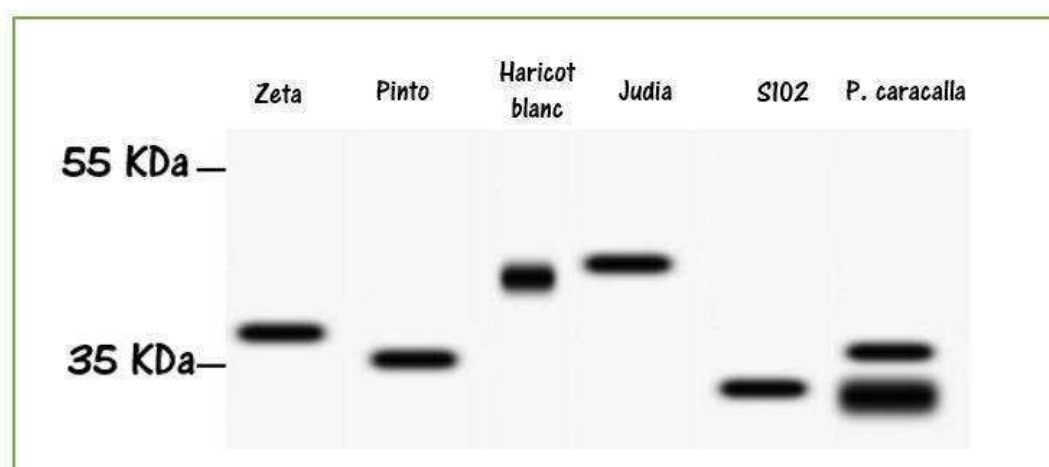 Zeta
Pinto
Haricot
blanc
Judia
S102
P. caracalla
55 KDa
35 KDa